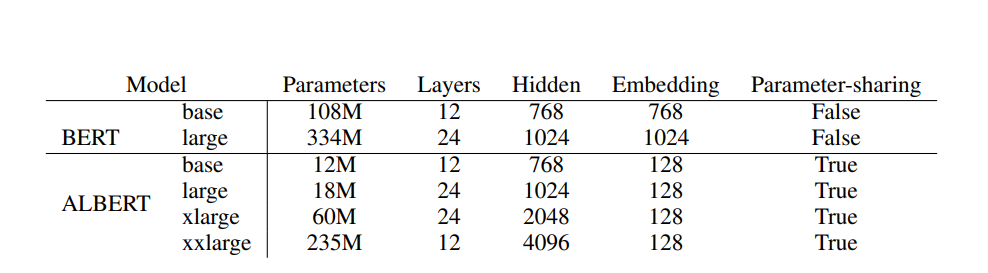 Model Parameters Layers Hidden Embedding Parameter-sharing
base 108M 12 768 768 False
BERT large 334M 24 1024 1024 False
base 12M 12 768 128 True
large 18M 24 1024 128 True
ALBERT
xlarge 60M 24 2048 128 True
xxlarge 235M 12 4096 128 True